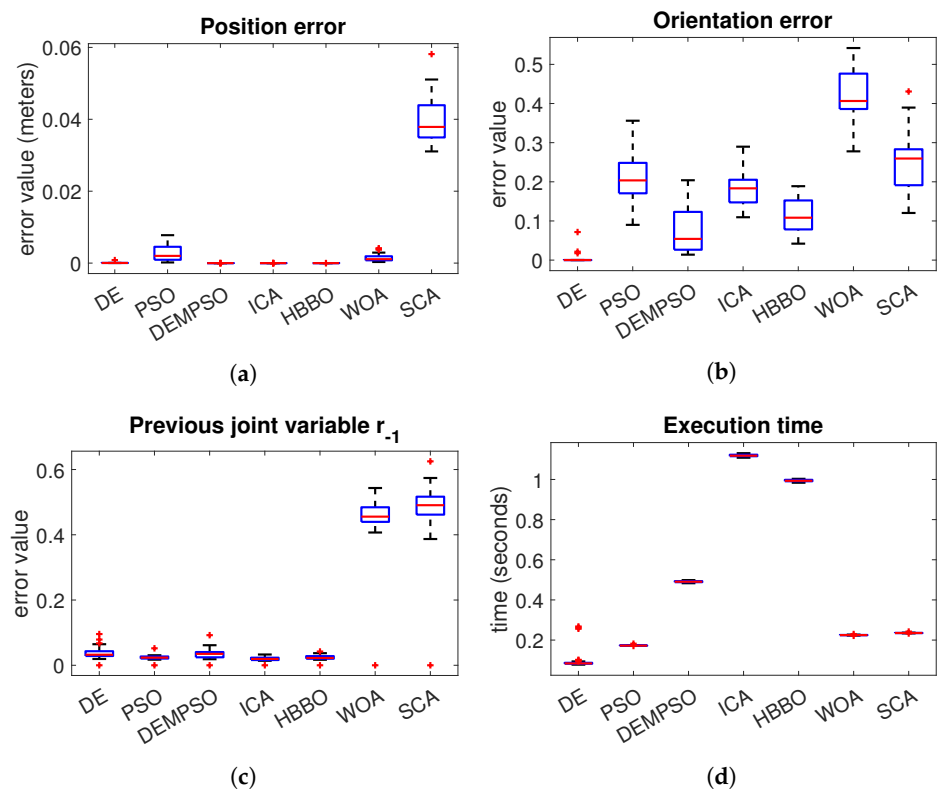 Position error
error value (meters)
0.06
0.04
0.02
0
DE
PSO
DEMPSO
ICA
HBBO
WOA
SCA
(a)
Orientation error
error value
0.5
0.4
0.3
0.2
0.1
0
DE
PSO
DEMPSO
ICA
HBBO
WOA
SCA
(b)
Previous joint variable r_-1
error value
0.6
0.4
0.2
0
DE
PSO
DEMPSO
ICA
HBBO
WOA
SCA
(c)
Execution time
time (seconds)
1
0.8
0.6
0.4
0.2
DE
PSO
DEMPSO
ICA
HBBO
WOA
SCA
(d)